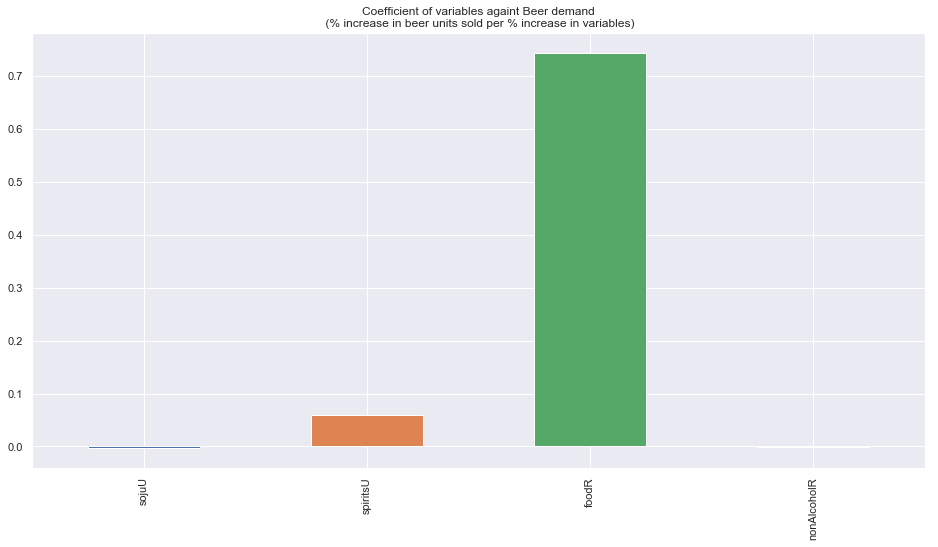 Coefficient of variables againt Beer demand
(% increase in beer units sold per % increase in variables)
0.7
0.6
0.5
0.4
0.3
0.2
0.1
0.0
sojuU
spiritsU
foodR
nonAlcoholR